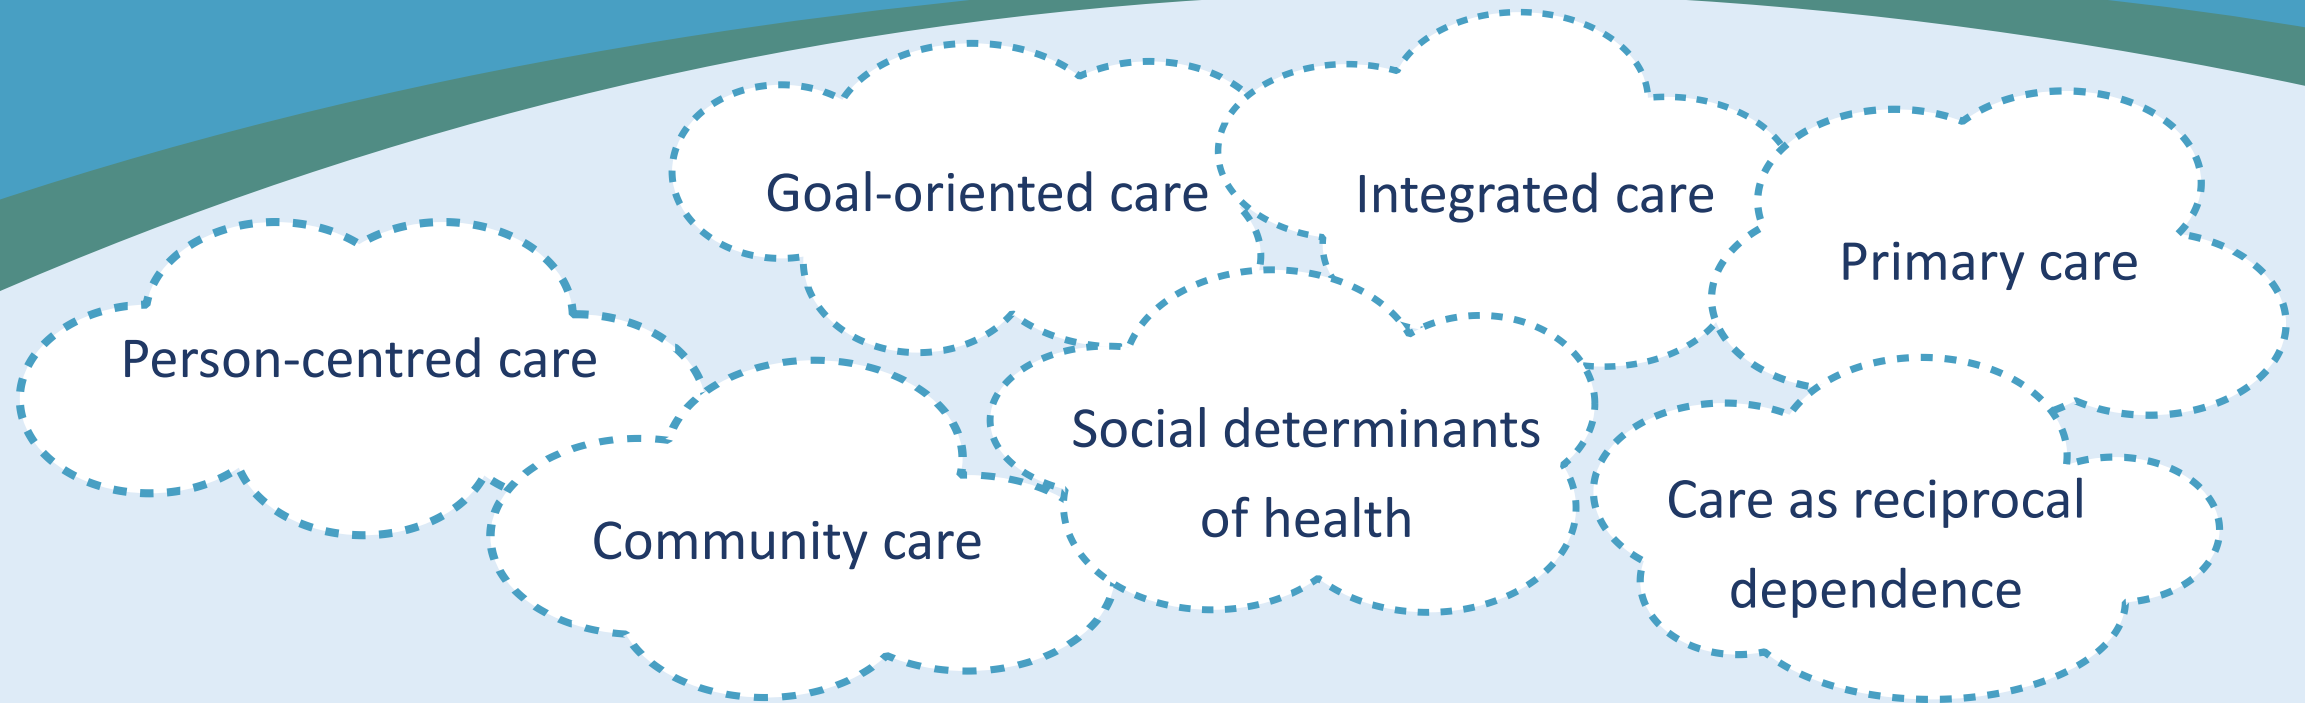 Goal-oriented care
Integrated care
Primary care
Person-centred care
Social determinants
of health
Community care
Care as reciprocal
dependence